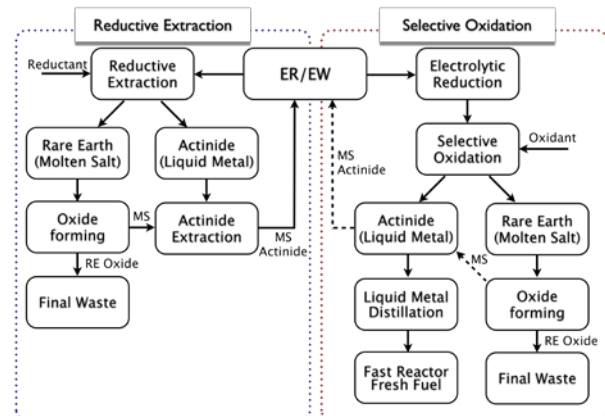 Reductive Extraction
Selective Oxidation
Reductant
Reductive
Extraction
ER/EW
Electrolytic
Reduction
Rare Earth
(Molten Salt)
Actinide
(Liquid Metal)
MS
Actinide
Selective
Oxidation
Oxidant
Oxide
forming
MS
Actinide
Extraction
MS
Actinide
Actinide
(Liquid Metal)
Rare Earth
(Molten Salt)
RE Oxide
MS
Final Waste
Liquid Metal
Distillation
Oxide
forming
RE Oxide
Fast Reactor
Fresh Fuel
Final Waste